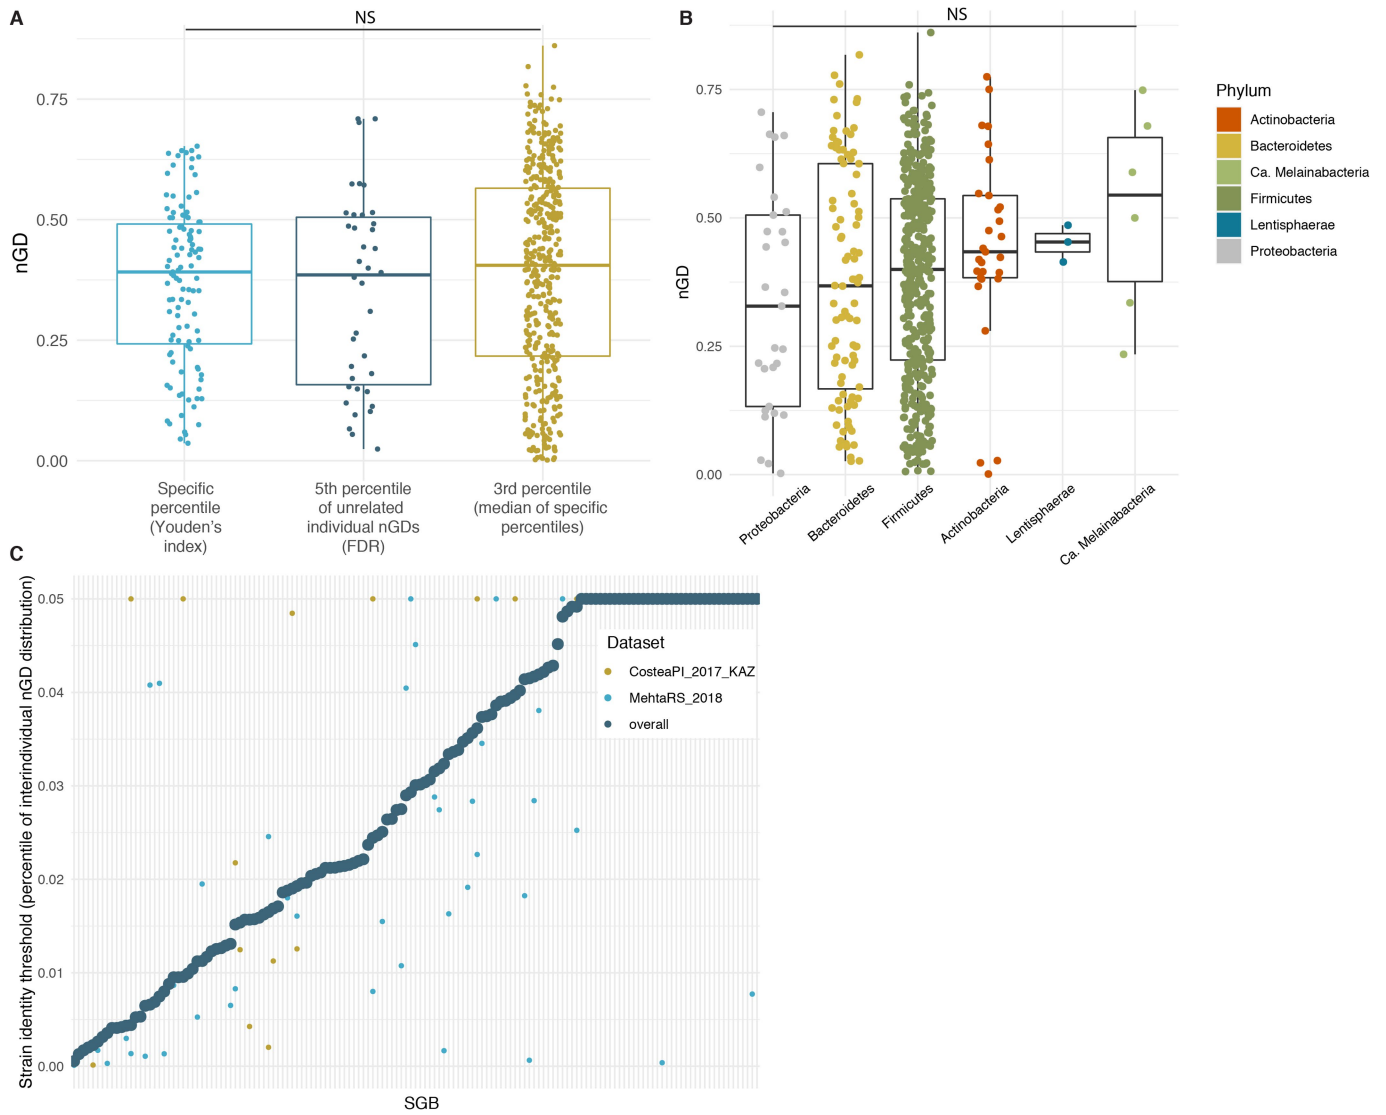 A
NS
nGD
0.75
0.50
0.25
0.00
Specific
percentile
(Youden's
index)
5th percentile
of unrelated
individual nGDs
(FDR)
3rd percentile
(median of specific
percentiles)
B
NS
nGD
0.75
0.50
0.25
0.00
Proteobacteria
Bacteroidetes
Firmicutes
Actinobacteria
Lentisphaerae
Ca. Melainabacteria
Phylum
Actinobacteria
Bacteroidetes
Ca. Melainabacteria
Firmicutes
Lentisphaerae
Proteobacteria
C
Strain identity threshold (percentile of interindividual nGD distribution)
0.05
0.04
0.03
0.02
0.01
0.00
Dataset
CosteaPI_2017_KAZ
MehtaRS_2018
overall
SGB